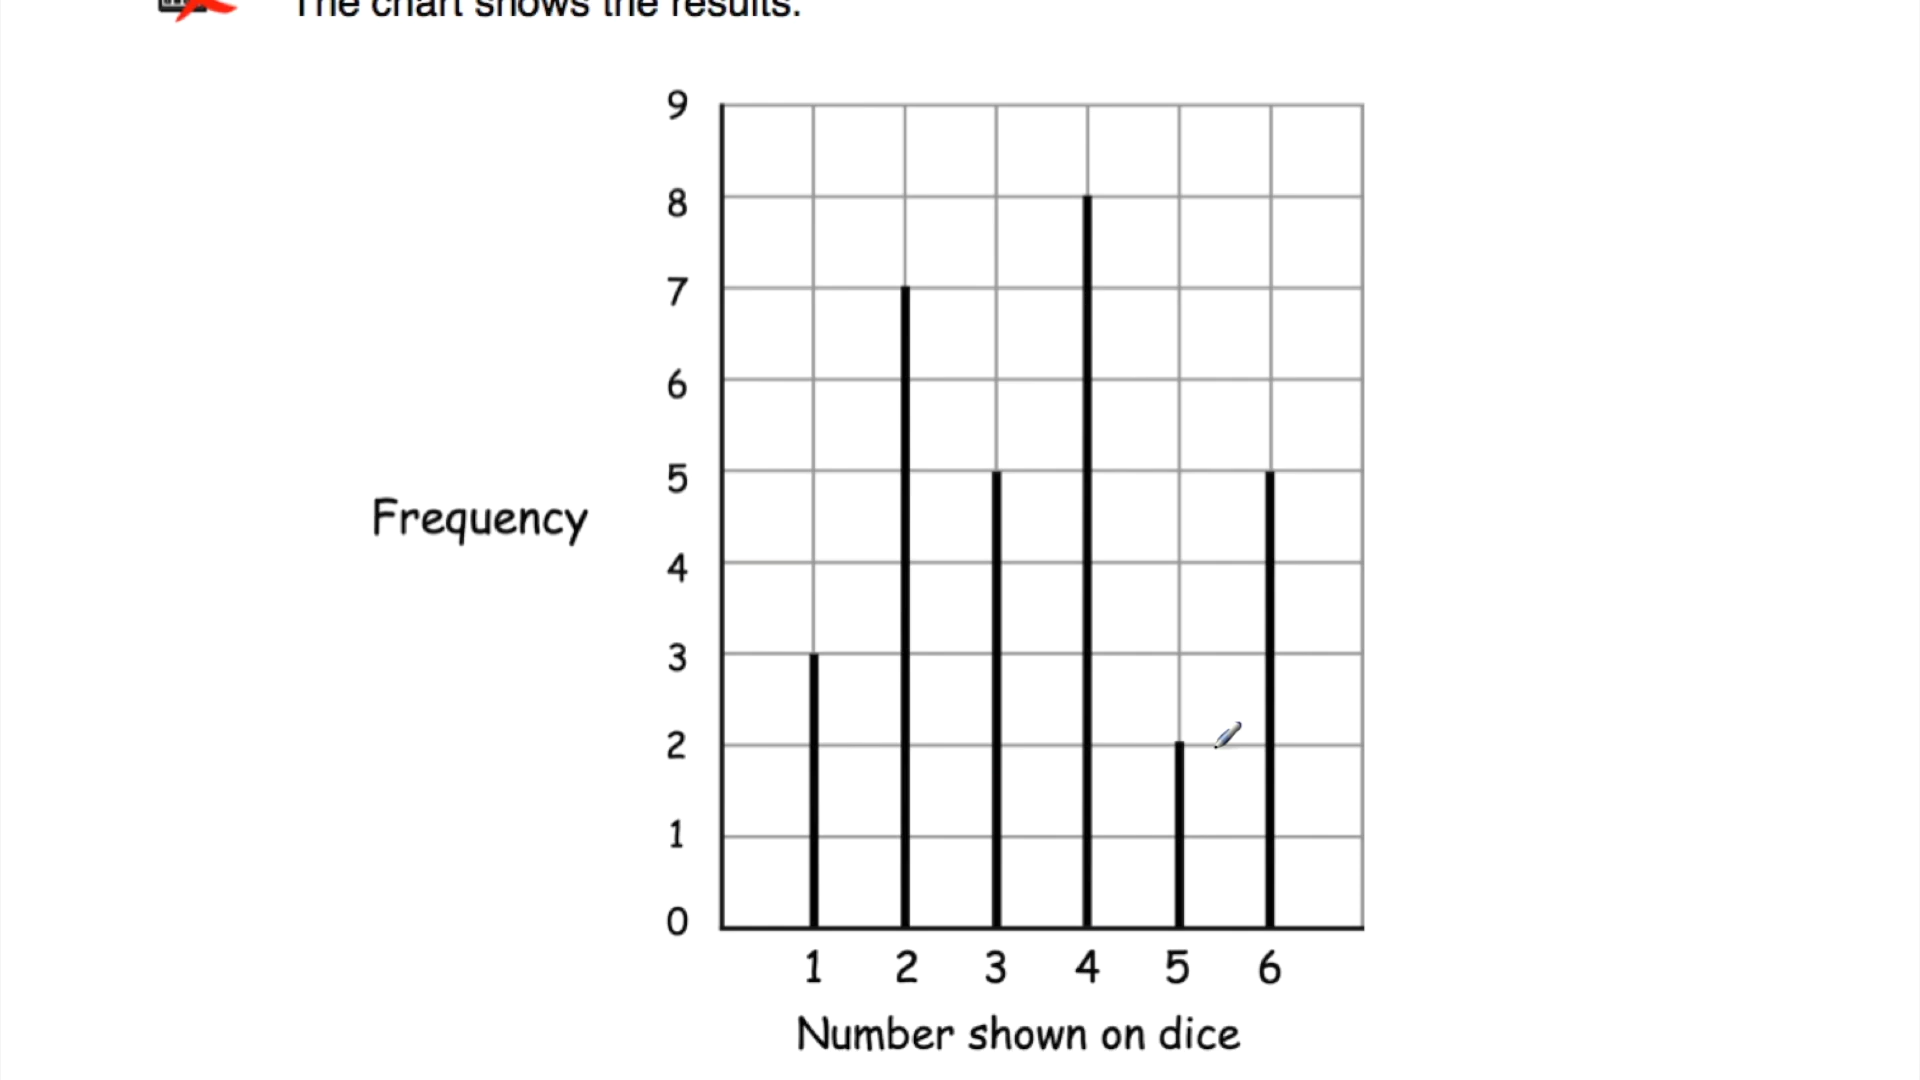 The chart shows the results.
9
8
7
6
5
Frequency
4
3
2
1
0
1 2 3 4 5 6
Number shown on dice